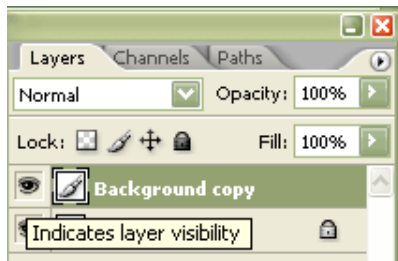 Layers Channels Paths
Normal Opacity: 100%
Lock: Fill: 100%
Background copy
Indicates layer visibility